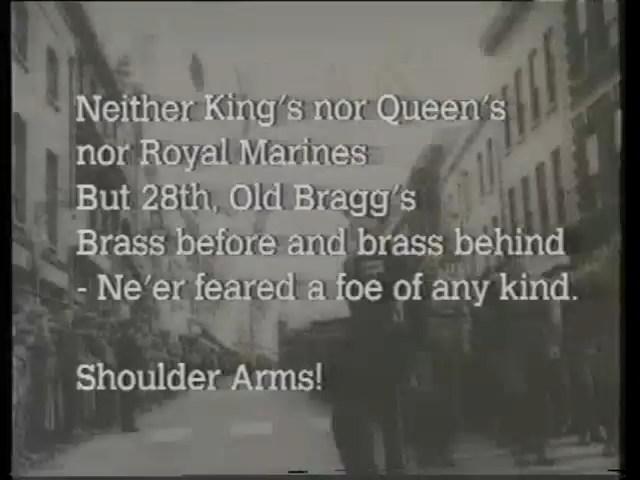 Neither King's nor Queen's
nor Royal Marines
But 28th, Old Bragg's
Brass before and brass behind
- Ne'er feared a foe of any kind.
Shoulder Arms!